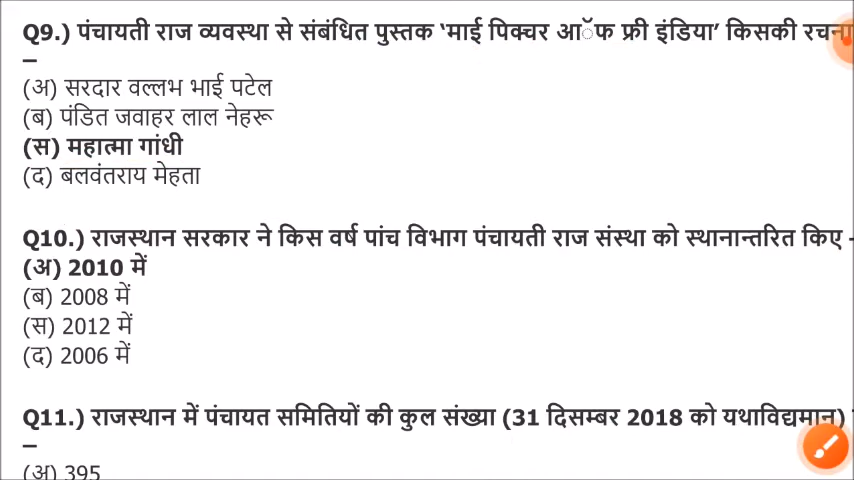 Q9.) पंचायती राज व्यवस्था से संबंधित पुस्तक ‘माई पिक्चर आॅफ फ्री इंडिया’ किसकी रचना
–
(अ) सरदार वल्लभ भाई पटेल
(ब) पंडित जवाहर लाल नेहरू
(स) महात्मा गांधी
(द) बलवंतराय मेहता
Q10.) राजस्थान सरकार ने किस वर्ष पांच विभाग पंचायती राज संस्था को स्थानान्तरित किए -
(अ) 2010 में
(ब) 2008 में
(स) 2012 में
(द) 2006 में
Q11.) राजस्थान में पंचायत समितियों की कुल संख्या (31 दिसम्बर 2018 को यथाविद्यमान)
–
(अ) 395